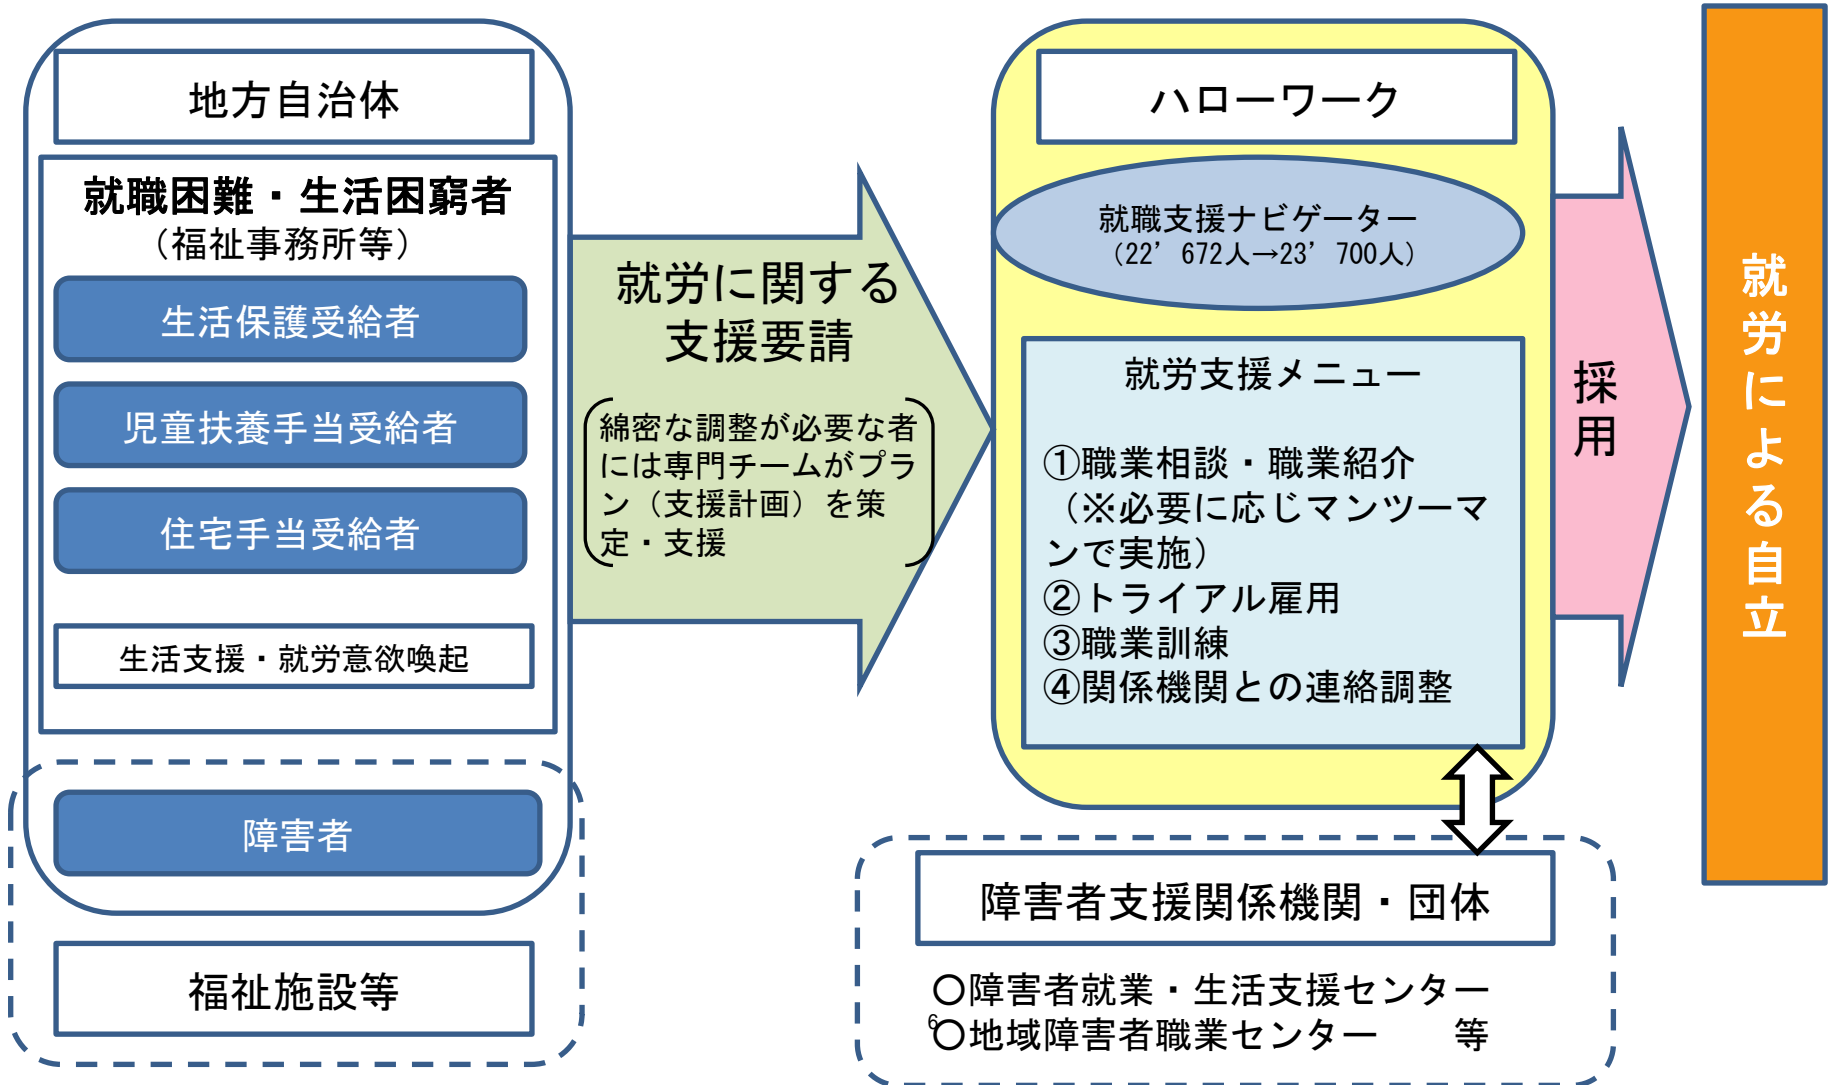 地方自治体
就職困難・生活困窮者
（福祉事務所等）
生活保護受給者
児童扶養手当受給者
住宅手当受給者
生活支援・就労意欲喚起
障害者
福祉施設等
就労に関する
支援要請
綿密な調整が必要な者
には専門チームがプラ
ン（支援計画）を策
定・支援
ハローワーク
就職支援ナビゲーター
（22’672人→23’700人）
就労支援メニュー
①職業相談・職業紹介
（※必要に応じマンツーマ
ンで実施）
②トライアル雇用
③職業訓練
④関係機関との連絡調整
障害者支援関係機関・団体
○障害者就業・生活支援センター
○地域障害者職業センター　　等
6
採用
就労による自立